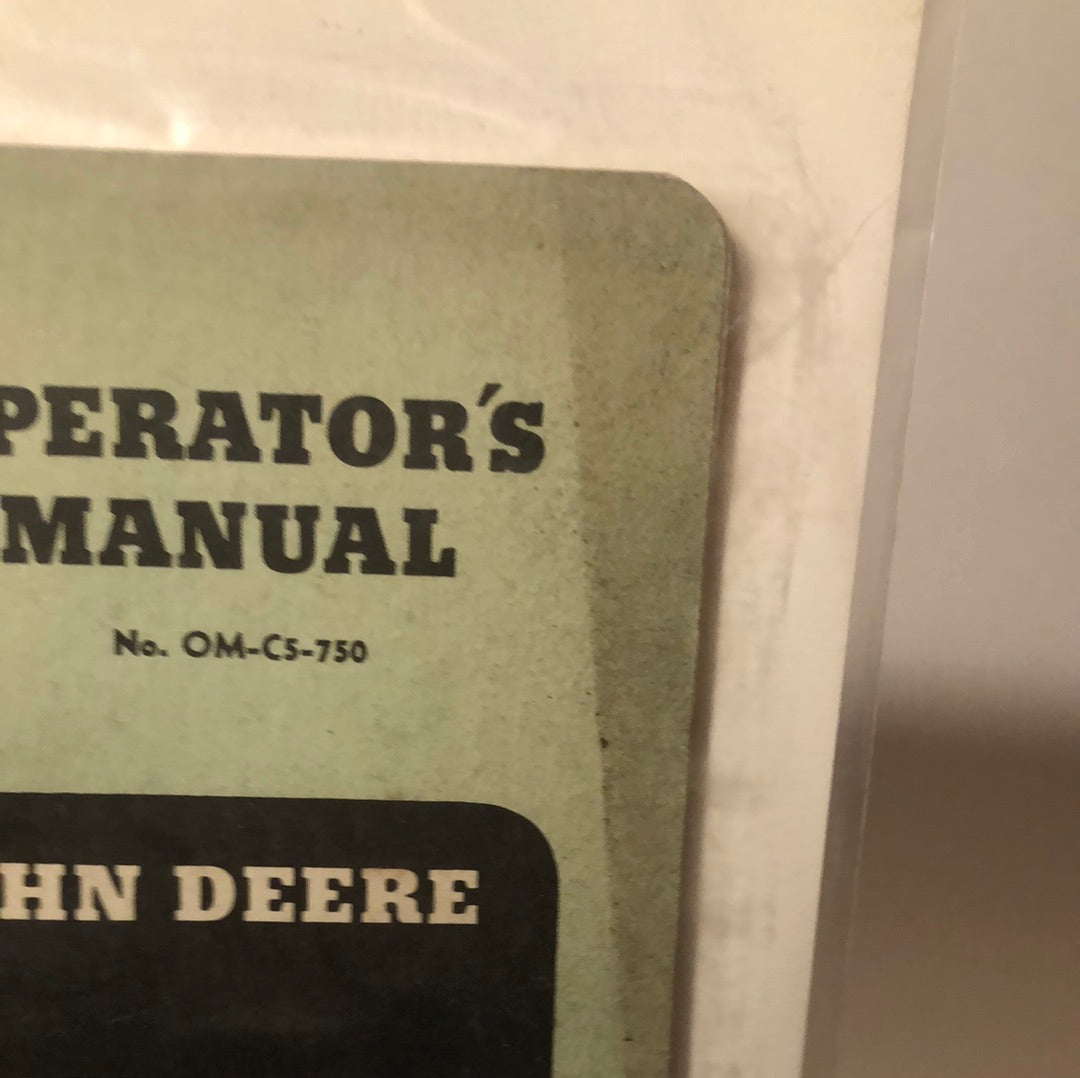 PERATOR'S
MANUAL
No. OM-C5-750
HN DEERE